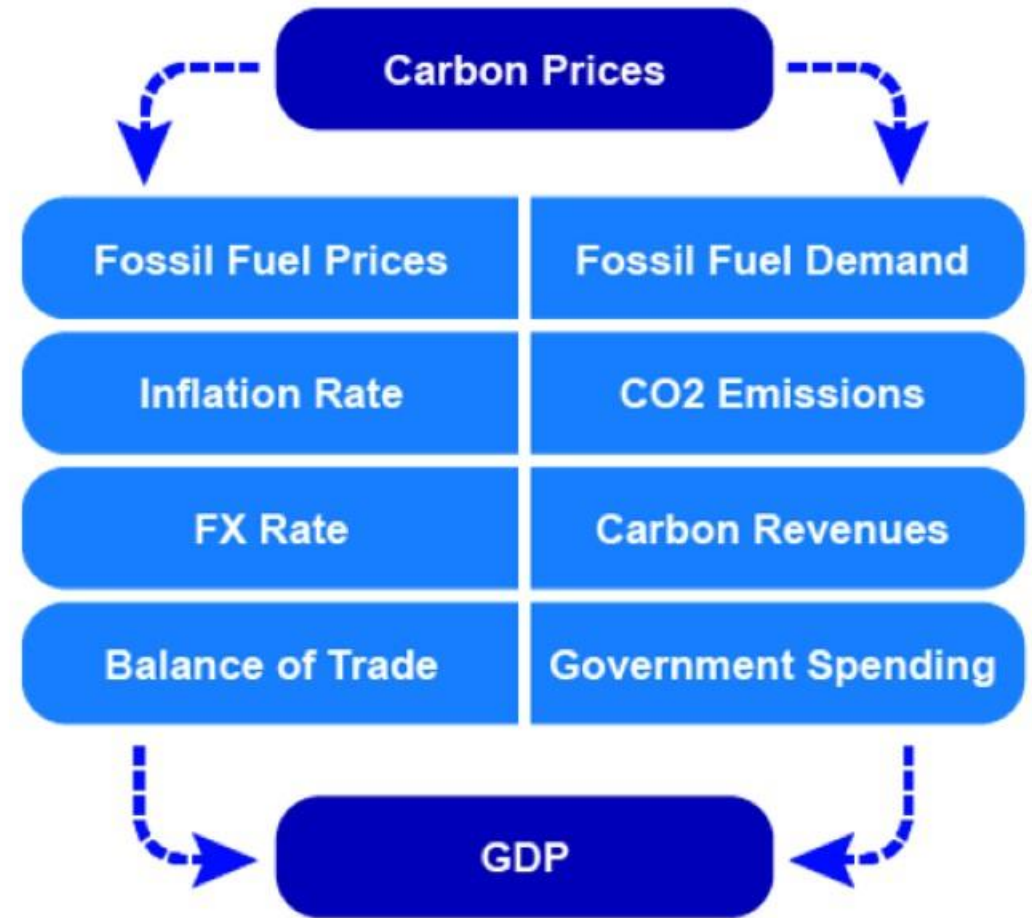 Carbon Prices
Fossil Fuel Prices
Fossil Fuel Demand
Inflation Rate
CO2 Emissions
FX Rate
Carbon Revenues
Balance of Trade
Government Spending
GDP